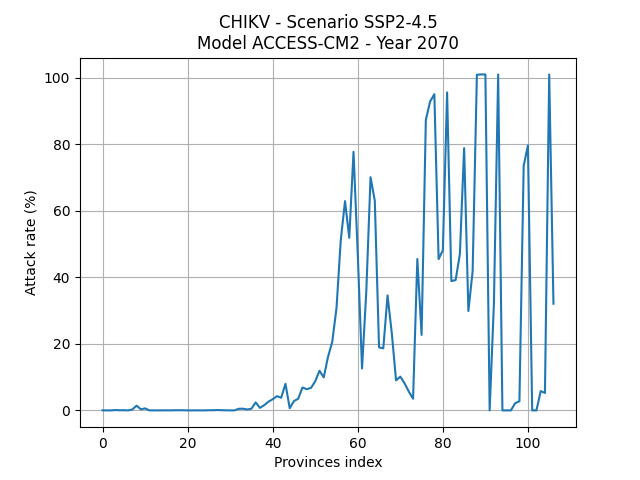 CHIKV - Scenario SSP2-4.5
Model ACCESS-CM2 - Year 2070
100
80
60
40
20
0
Attack rate (%)
0 20 40 60 80 100
Provinces index